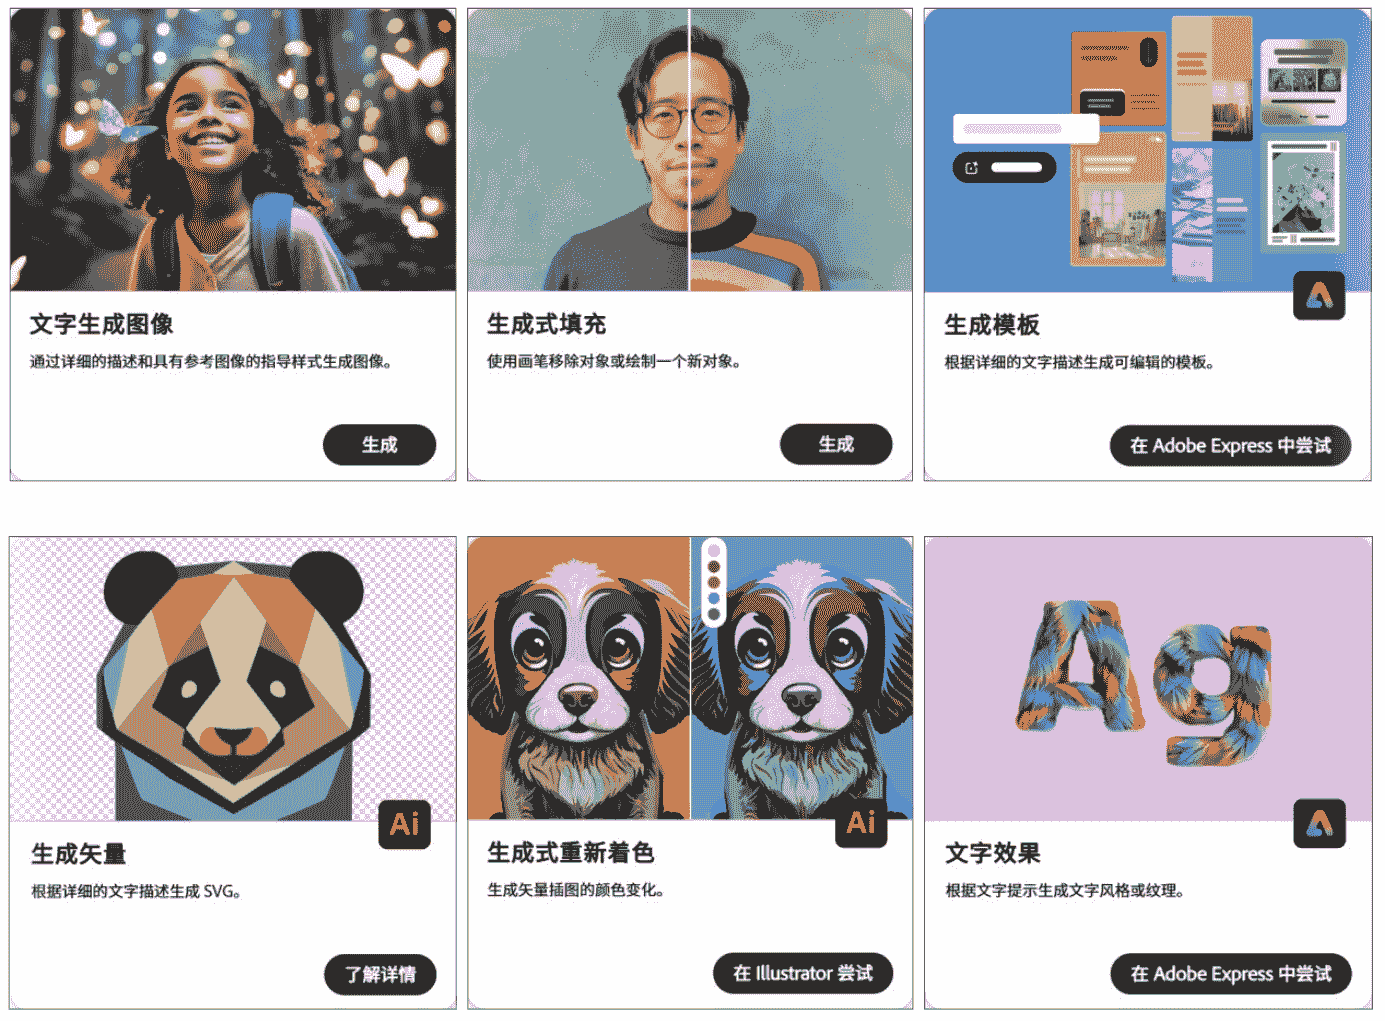 文字生成图像
通过详细的描述和具有参考图像的指导样式生成图像。
生成
生成式填充
使用画笔移除对象或绘制一个新对象。
生成
生成模板
根据详细的文字描述生成可编辑的模板。
在 Adobe Express 中尝试
Ai
生成矢量
根据详细的文字描述生成 SVG。
了解详情
Ai
生成式重新着色
生成矢量插图的颜色变化。
在 Illustrator 尝试
Ag
文字效果
根据文字提示生成文字风格或纹理。
在 Adobe Express 中尝试